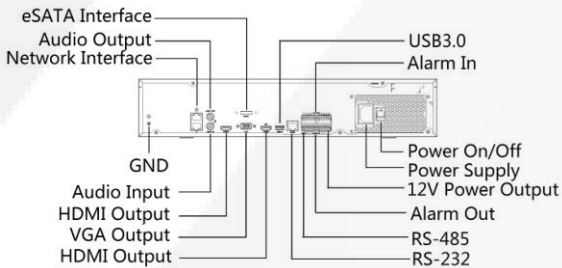 eSATA Interface
Audio Output
Network Interface
USB3.0
Alarm In
GND
Audio Input
HDMI Output
VGA Output
HDMI Output
Power On/Off
Power Supply
12V Power Output
Alarm Out
RS-485
RS-232